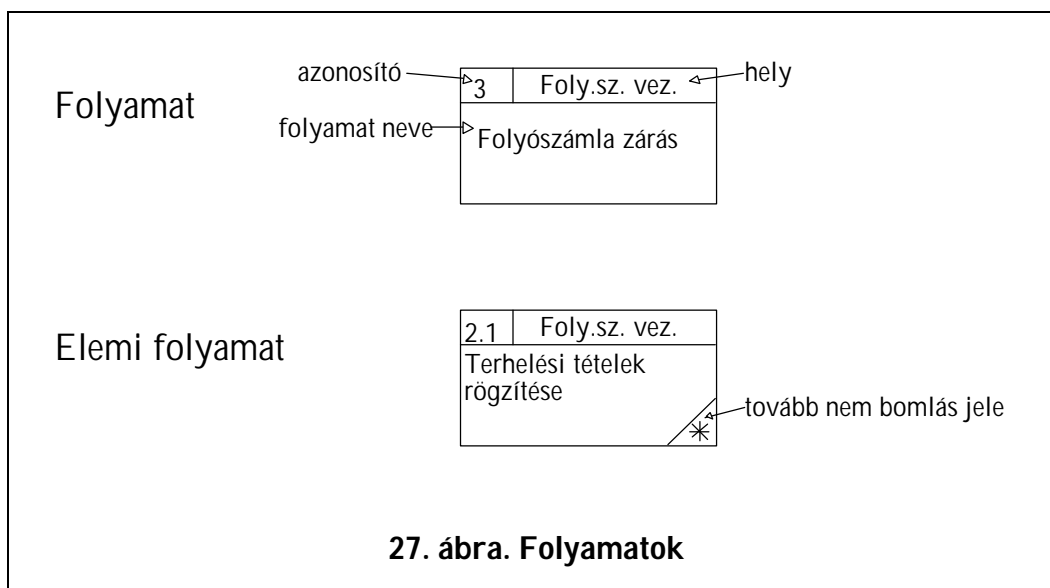 azonosító
3
Foly.sz. vez.
hely
Folyamat
folyamat neve
Folyószámla zárás
2.1
Foly.sz. vez.
Elemi folyamat
Terhelési tételek
rögzítése
tovább nem bomlás jele
27. ábra. Folyamatok